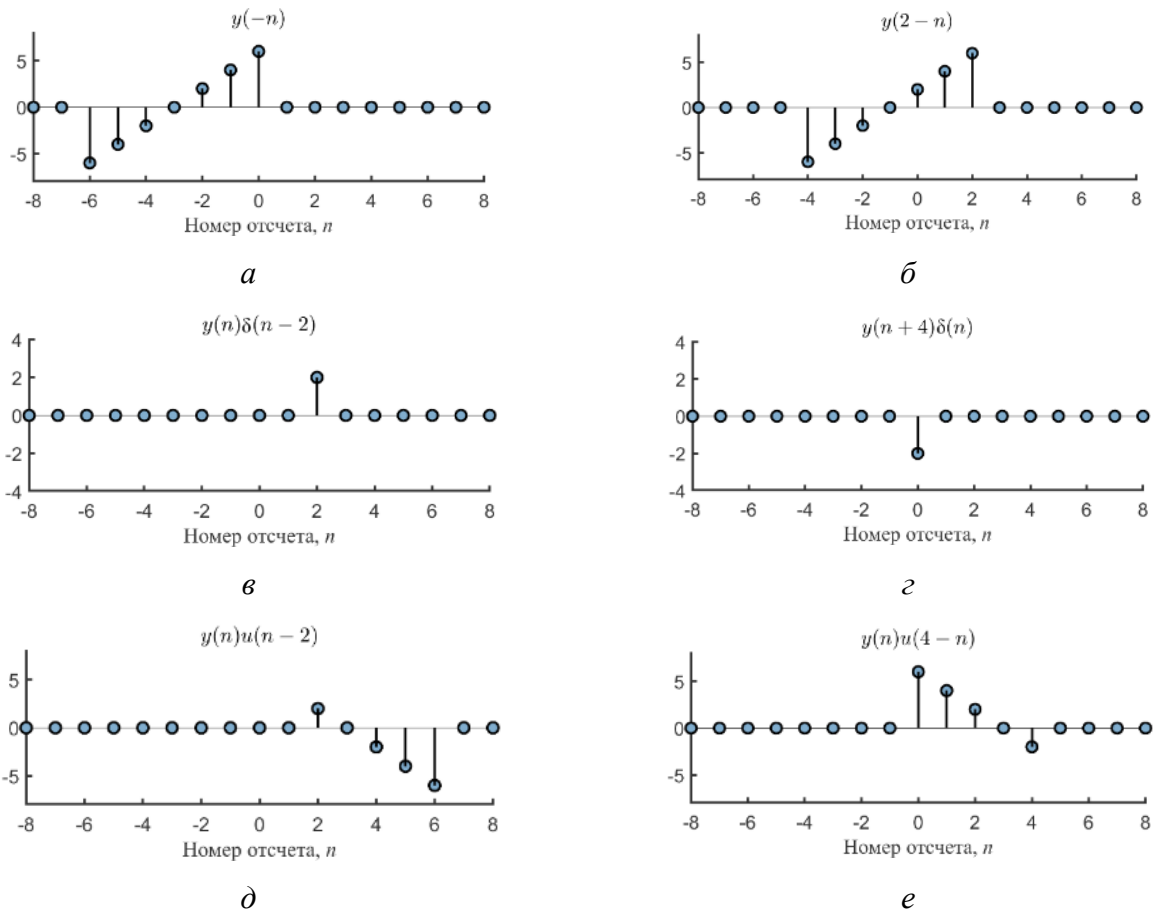 y(−n)
5
0
-5
-8 -6 -4 -2 0 2 4 6 8
Номер отсчета, n
а
y(2 − n)
5
0
-5
-8 -6 -4 -2 0 2 4 6 8
Номер отсчета, n
б
y(n)δ(n − 2)
4
2
0
-2
-4
-8 -6 -4 -2 0 2 4 6 8
Номер отсчета, n
в
y(n + 4)δ(n)
4
2
0
-2
-4
-8 -6 -4 -2 0 2 4 6 8
Номер отсчета, n
г
y(n)u(n − 2)
5
0
-5
-8 -6 -4 -2 0 2 4 6 8
Номер отсчета, n
д
y(n)u(4 − n)
5
0
-5
-8 -6 -4 -2 0 2 4 6 8
Номер отсчета, n
е